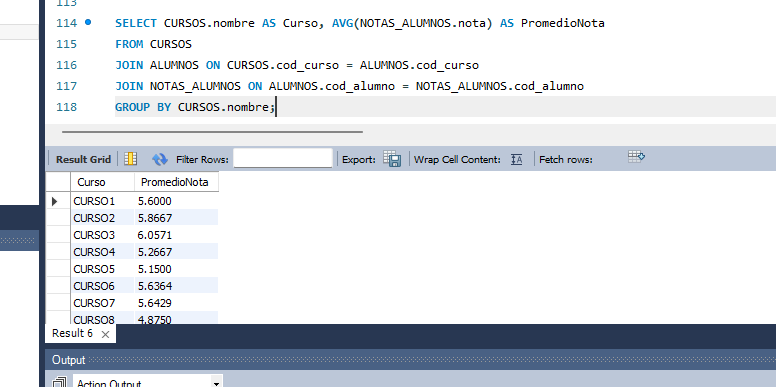 113
114 SELECT CURSOS.nombre AS Curso, AVG(NOTAS_ALUMNOS.nota) AS PromedioNota
115 FROM CURSOS
116 JOIN ALUMNOS ON CURSOS.cod_curso = ALUMNOS.cod_curso
117 JOIN NOTAS_ALUMNOS ON ALUMNOS.cod_alumno = NOTAS_ALUMNOS.cod_alumno
118 GROUP BY CURSOS.nombre;
Result Grid Filter Rows: Export: Wrap Cell Content: Fetch rows:
Curso PromedioNota
CURSO1 5.6000
CURSO2 5.8667
CURSO3 6.0571
CURSO4 5.2667
CURSO5 5.1500
CURSO6 5.6364
CURSO7 5.6429
CURSO8 4.8750
Result 6
Output
Action Output